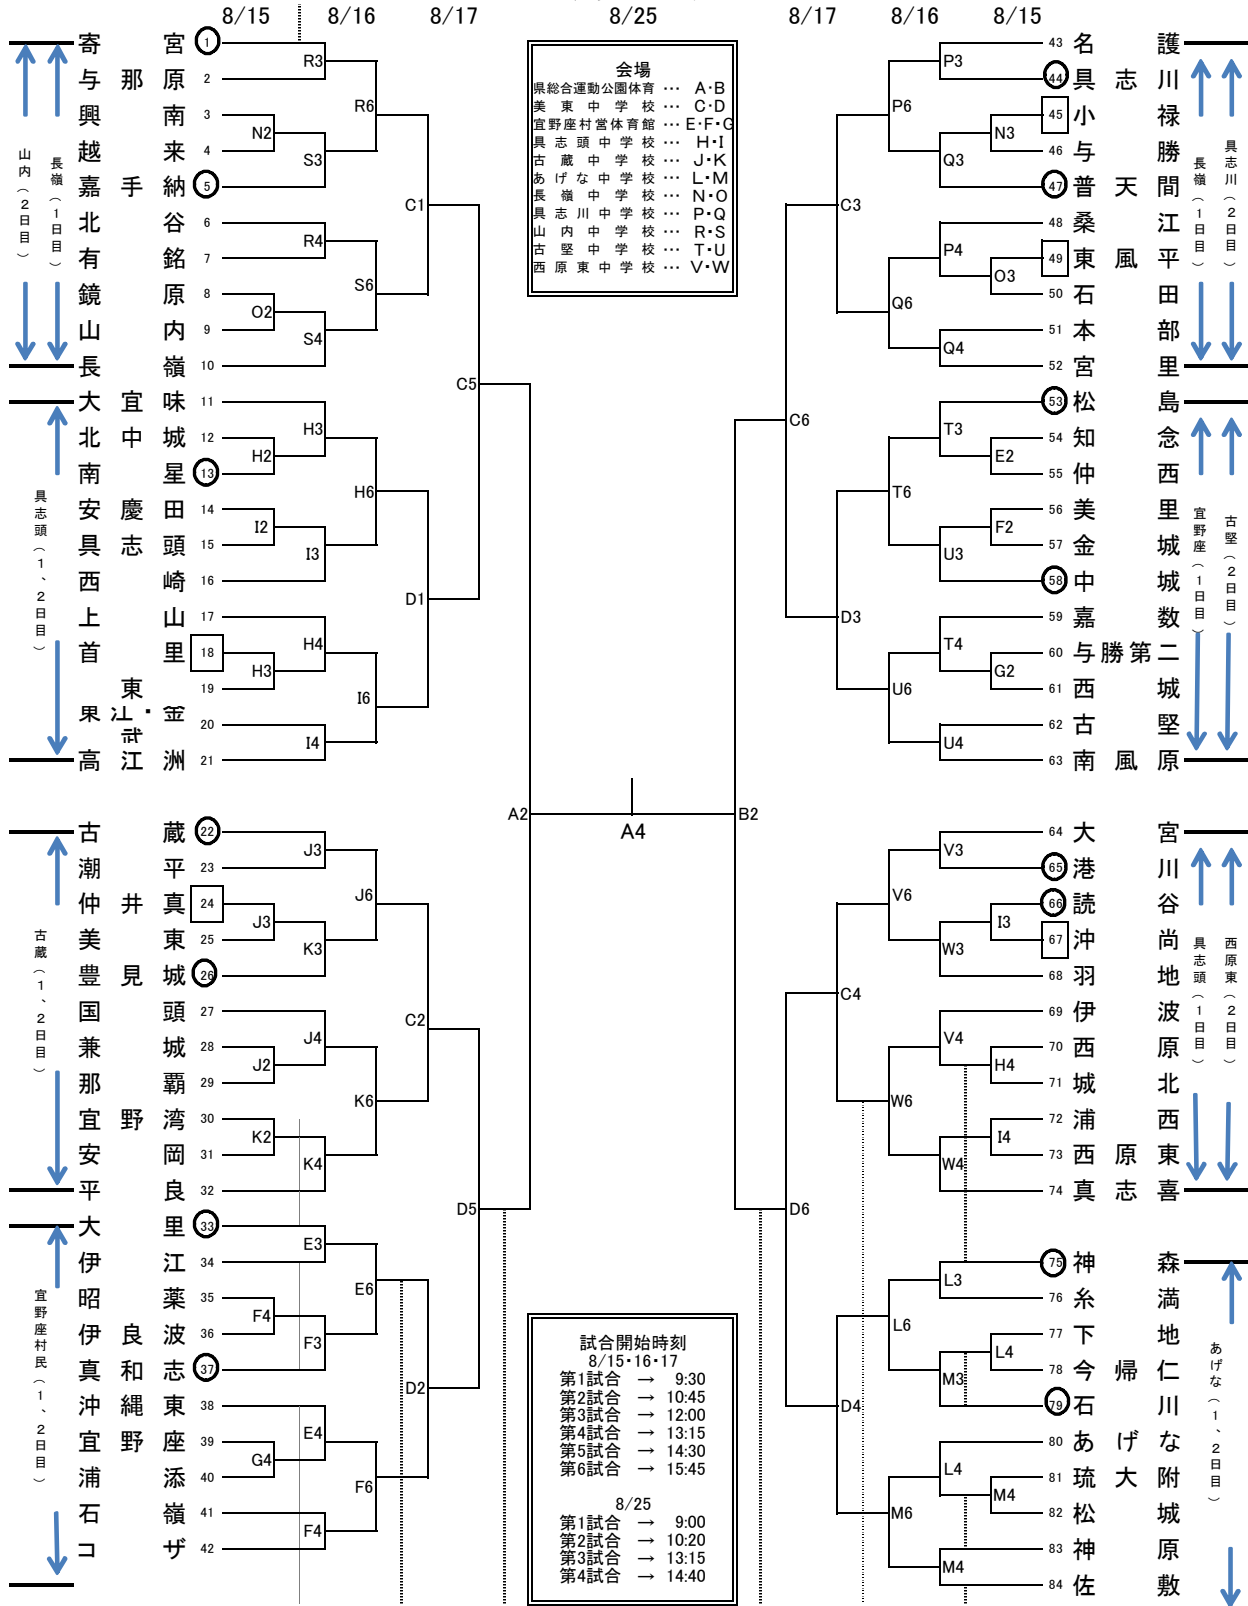 8/15 8/16 8/17 8/25 8/17 8/16 8/15
会場
県総合運動公園体育 … A・B
美東中学校 … C・D
宜野座村営体育館 … E・F・G
具志頭中学校 … H・I
古蔵中学校 … J・K
あげな中学校 … L・M
長嶺中学校 … N・O
具志川中学校 … P・Q
山内中学校 … R・S
古堅中学校 … T・U
西原東中学校 … V・W
寄宮 1
与那原 2
興南 3
越来 4
嘉手納 5
北谷 6
有銘 7
鏡原 8
山内 9
長嶺 10
大宜味 11
北中城 12
南星 13
安慶田 14
具志頭 15
西崎 16
上山 17
首里 18
東 19
東江・金武 20
高江洲 21
古蔵 22
潮平 23
仲井真 24
美東 25
豊見城 26
国頭 27
兼城 28
那覇 29
宜野湾 30
安岡 31
平良 32
大里 33
伊江 34
昭薬 35
伊良波 36
真和志 37
沖縄東 38
宜野座 39
浦添 40
石嶺 41
コザ 42
山内（２日目）
長嶺（１日目）
具志頭（１、２日目）
古蔵（１、２日目）
宜野座村民（１、２日目）
R3
N2
S3
R6
R4
O2
S4
S6
C1
H3
H2
I2
I3
H6
H4
H3
I4
I6
D1
C5
J3
J3
K3
J6
J4
J2
K2
K4
K6
C2
E3
F4
F3
E6
E4
G4
F4
F6
D2
D5
A2
A4
B2
43 名護
44 具志川
45 小禄
46 与勝
47 普天間
48 桑江
49 東風平
50 石田
51 本部
52 宮里
53 松島
54 知念
55 仲西
56 美里
57 金城
58 中城
59 嘉数
60 与勝第二
61 西城
62 古堅
63 南風原
64 大宮
65 港川
66 読谷
67 沖尚
68 羽地
69 伊波
70 西原
71 城北
72 浦西
73 西原東
74 真志喜
75 神森
76 糸満
77 下地
78 今帰仁
79 石川
80 あげな
81 琉大附
82 松城
83 神原
84 佐敷
長嶺（１日目）
具志川（２日目）
宜野座（１日目）
古堅（２日目）
具志頭（１日目）
西原東（２日目）
あげな（１、２日目）
P3
N3
Q3
P6
P4
O3
Q4
Q6
C3
T3
E2
F2
U3
T6
T4
G2
U4
U6
D3
C6
V3
I3
W3
V6
V4
H4
I4
W4
W6
C4
L3
L4
M3
L6
L4
M4
M4
M6
D4
D6
試合開始時刻
8/15・16・17
第1試合 → 9:30
第2試合 → 10:45
第3試合 → 12:00
第4試合 → 13:15
第5試合 → 14:30
第6試合 → 15:45
8/25
第1試合 → 9:00
第2試合 → 10:20
第3試合 → 13:15
第4試合 → 14:40